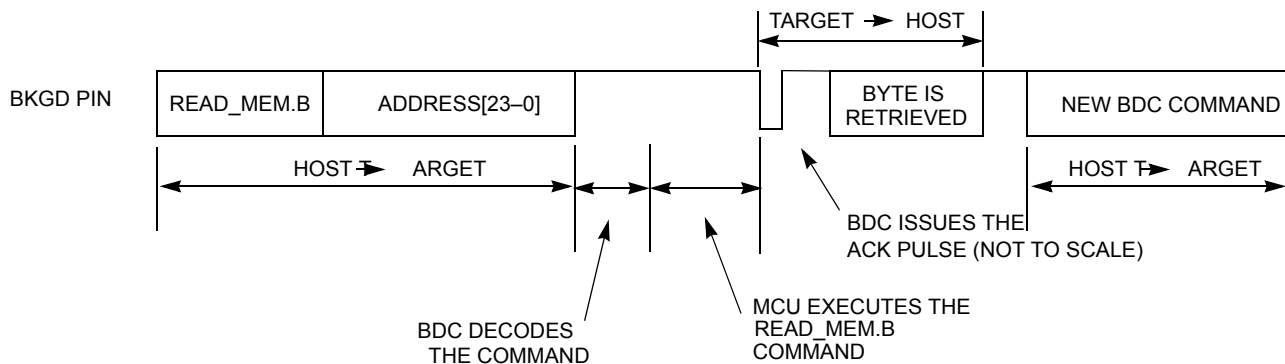 TARGET → HOST
BKGD PIN
READ_MEM.B
ADDRESS[23–0]
BYTE IS
RETRIEVED
NEW BDC COMMAND
HOST T→ ARGET
HOST T→ ARGET
BDC ISSUES THE
ACK PULSE (NOT TO SCALE)
BDC DECODES
THE COMMAND
MCU EXECUTES THE
READ_MEM.B
COMMAND